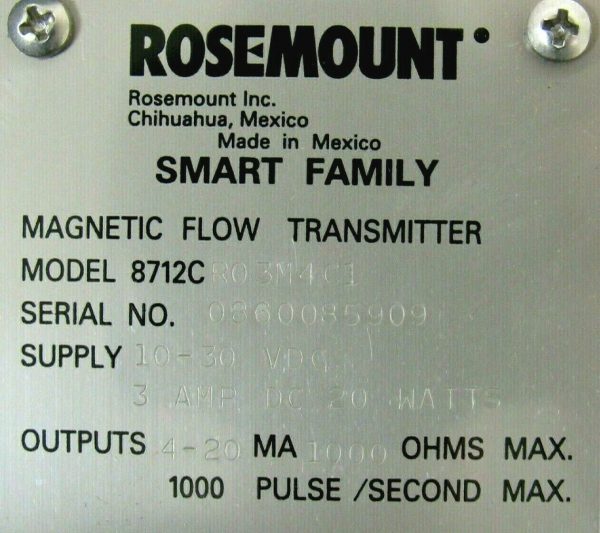 ROSEMOUNT
Rosemount Inc.
Chihuahua, Mexico
Made in Mexico
SMART FAMILY
MAGNETIC FLOW TRANSMITTER
MODEL 8712C R03M4C1
SERIAL NO. 0860085909
SUPPLY 10-30 VDC
3 AMP DC 20 WATTS
OUTPUTS 4-20 MA 1000 OHMS MAX.
1000 PULSE /SECOND MAX.